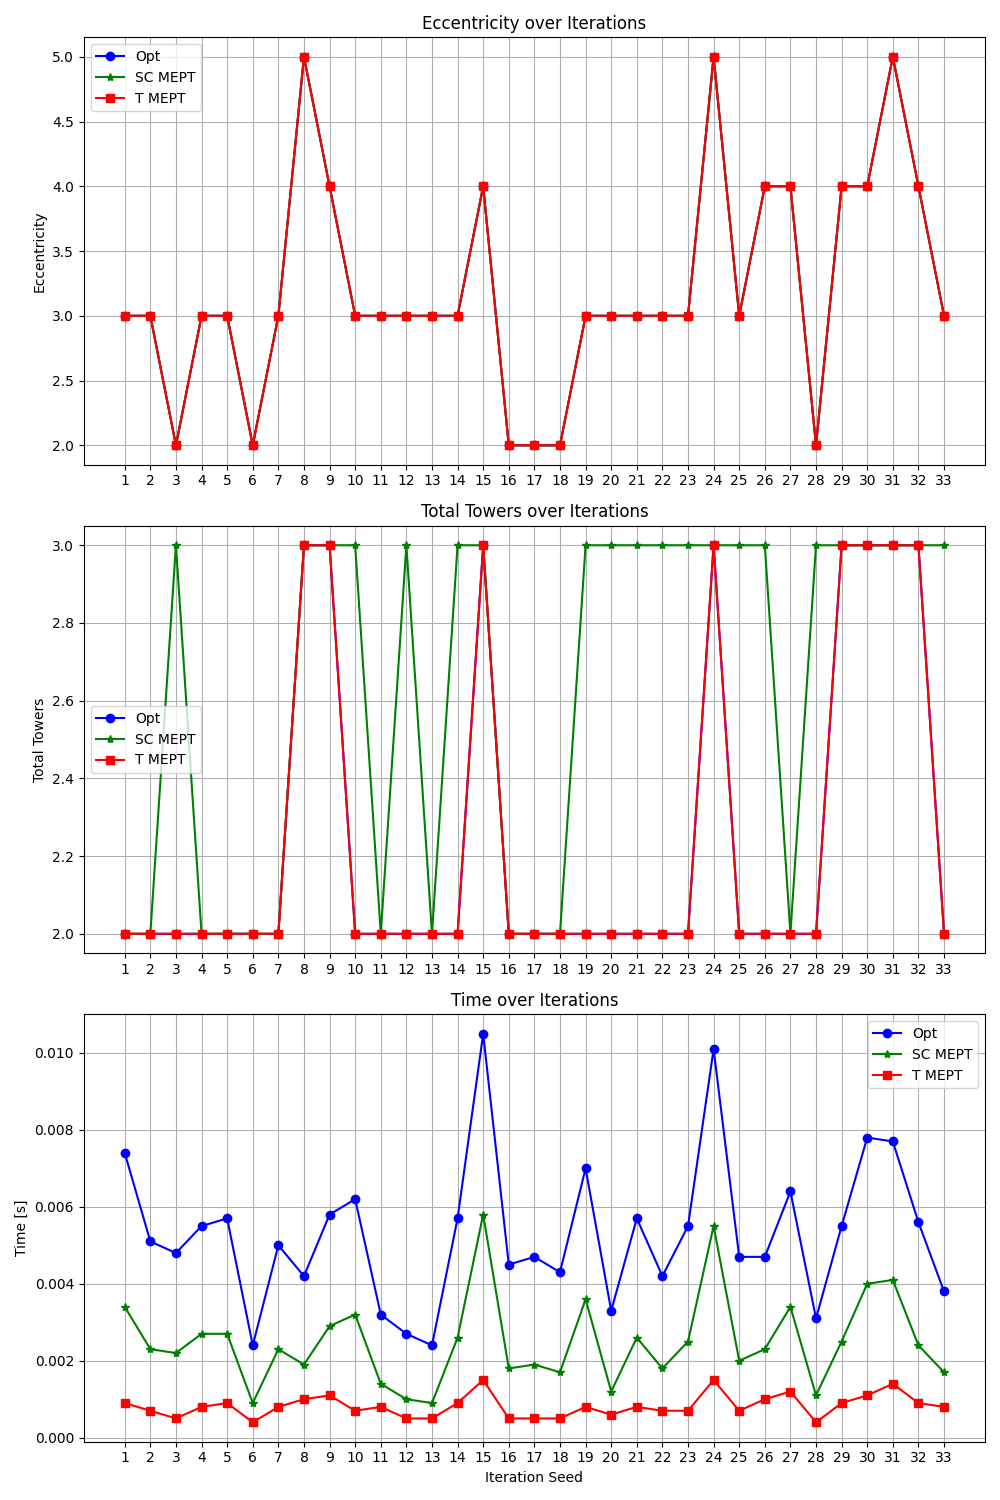 Eccentricity over Iterations
Opt
SC MEPT
T MEPT
5.0
4.5
4.0
3.5
3.0
2.5
2.0
Eccentricity
1 2 3 4 5 6 7 8 9 10 11 12 13 14 15 16 17 18 19 20 21 22 23 24 25 26 27 28 29 30 31 32 33
Total Towers over Iterations
3.0
2.8
2.6
2.4
2.2
2.0
Total Towers
Opt
SC MEPT
T MEPT
1 2 3 4 5 6 7 8 9 10 11 12 13 14 15 16 17 18 19 20 21 22 23 24 25 26 27 28 29 30 31 32 33
Time over Iterations
Opt
SC MEPT
T MEPT
0.010
0.008
0.006
0.004
0.002
0.000
Time [s]
1 2 3 4 5 6 7 8 9 10 11 12 13 14 15 16 17 18 19 20 21 22 23 24 25 26 27 28 29 30 31 32 33
Iteration Seed